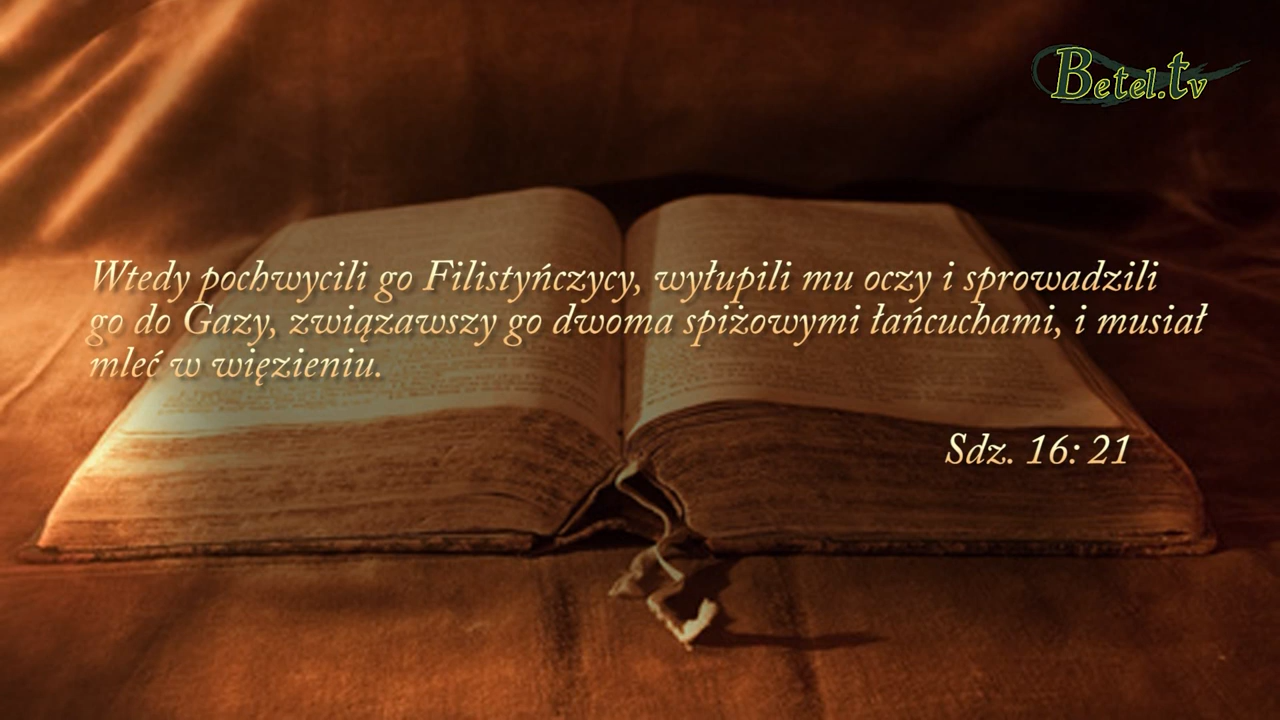 Betel.tv
Wtedy pochwycili go Filistyńczycy, wyłupili mu oczy i sprowadzili
go do Gazy, związawszy go dwoma spiżowymi łańcuchami, i musiał
mleć w więzieniu.
Sdz. 16: 21